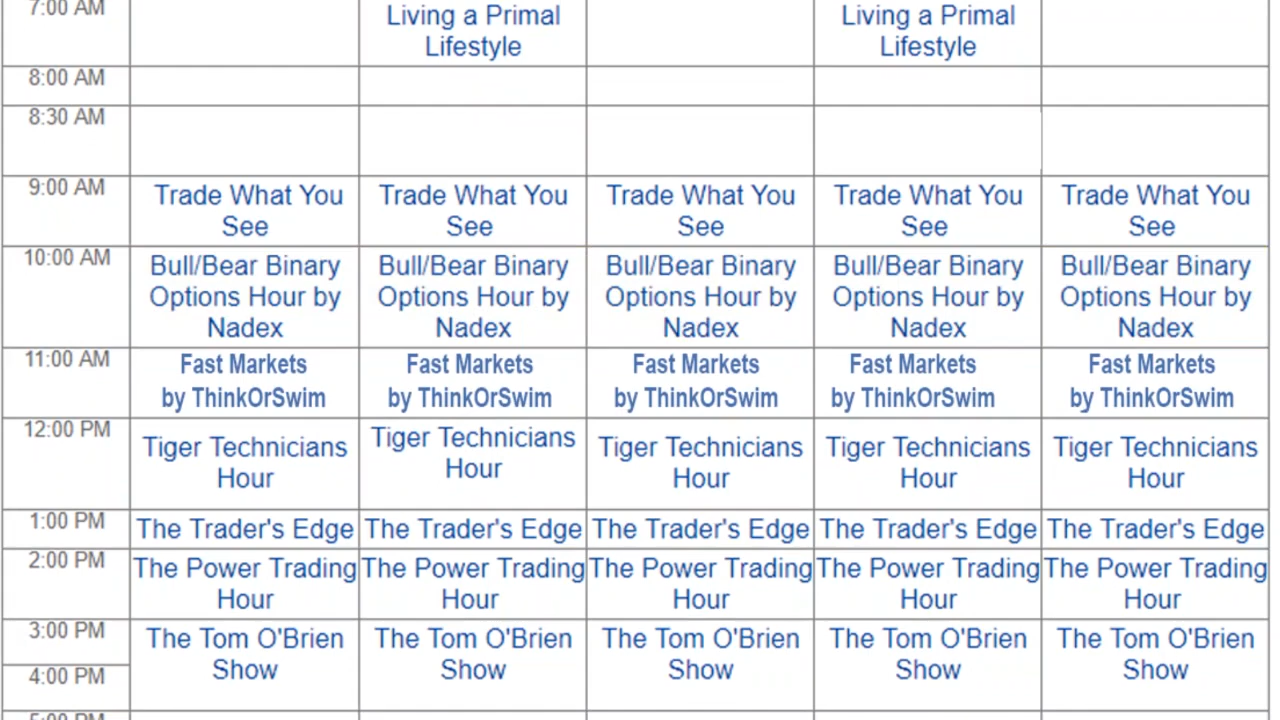 7:00 AM
Living a Primal
Lifestyle
Living a Primal
Lifestyle
8:00 AM
8:30 AM
9:00 AM
Trade What You
See
Trade What You
See
Trade What You
See
Trade What You
See
Trade What You
See
10:00 AM
Bull/Bear Binary
Options Hour by
Nadex
Bull/Bear Binary
Options Hour by
Nadex
Bull/Bear Binary
Options Hour by
Nadex
Bull/Bear Binary
Options Hour by
Nadex
Bull/Bear Binary
Options Hour by
Nadex
11:00 AM
Fast Markets
by ThinkOrSwim
Fast Markets
by ThinkOrSwim
Fast Markets
by ThinkOrSwim
Fast Markets
by ThinkOrSwim
Fast Markets
by ThinkOrSwim
12:00 PM
Tiger Technicians
Hour
Tiger Technicians
Hour
Tiger Technicians
Hour
Tiger Technicians
Hour
Tiger Technicians
Hour
1:00 PM
The Trader's Edge
The Trader's Edge
The Trader's Edge
The Trader's Edge
The Trader's Edge
2:00 PM
The Power Trading
Hour
The Power Trading
Hour
The Power Trading
Hour
The Power Trading
Hour
The Power Trading
Hour
3:00 PM
The Tom O'Brien
Show
The Tom O'Brien
Show
The Tom O'Brien
Show
The Tom O'Brien
Show
The Tom O'Brien
Show
4:00 PM
5:00 PM